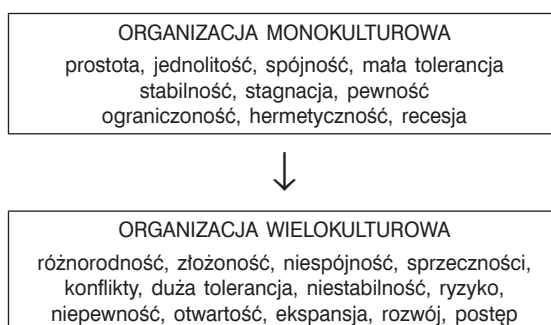 ORGANIZACJA MONOKULTUROWA
prostota, jednolitość, spójność, mała tolerancja
stabilność, stagnacja, pewność
ograniczoność, hermetyczność, recesja
ORGANIZACJA WIELOKULTUROWA
różnorodność, złożoność, niespójność, sprzeczności,
konflikty, duża tolerancja, niestabilność, ryzyko,
niepewność, otwartość, ekspansja, rozwój, postęp